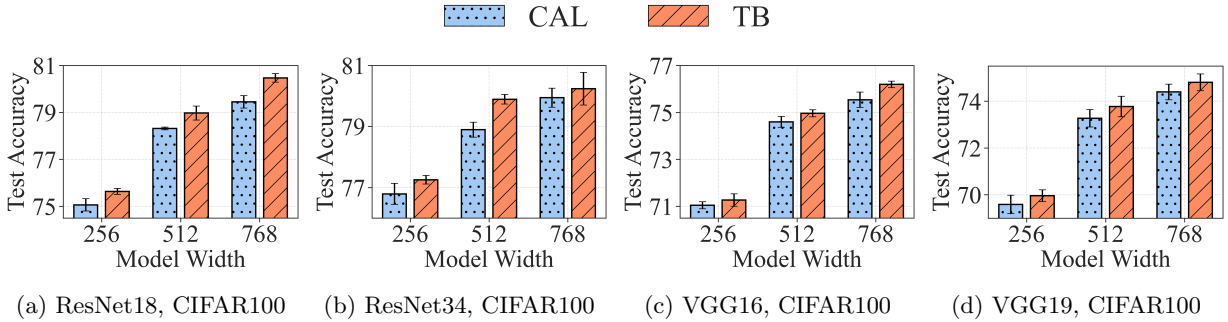 CAL TB
Test Accuracy
81
79
77
75
256 512 768
Model Width
(a) ResNet18, CIFAR100
Test Accuracy
81
79
77
256 512 768
Model Width
(b) ResNet34, CIFAR100
Test Accuracy
77
75
73
71
256 512 768
Model Width
(c) VGG16, CIFAR100
Test Accuracy
74
72
70
256 512 768
Model Width
(d) VGG19, CIFAR100